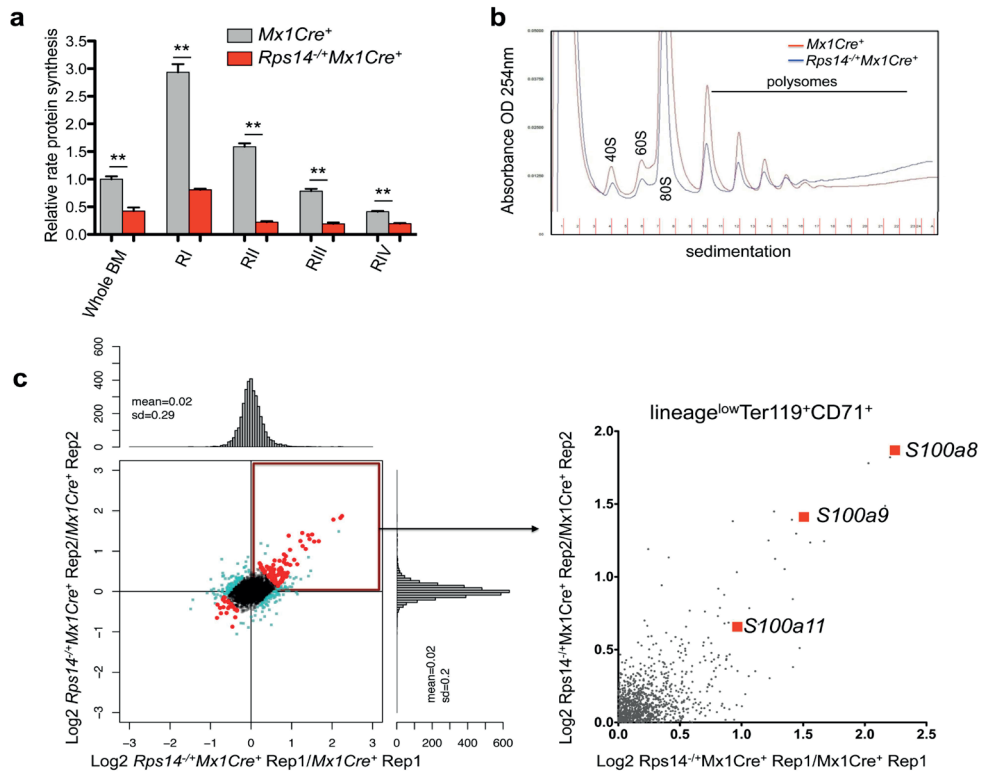 a
Mx1Cre+
Rps14-/+Mx1Cre+
Relative rate protein synthesis
3.5
3.0
2.5
2.0
1.5
1.0
0.5
0.0
**
**
**
**
**
Whole BM
RI
RII
RIII
RIV
b
Mx1Cre+
Rps14-/+Mx1Cre+
polysomes
Absorbance OD 254nm
40S
60S
80S
sedimentation
c
600
400
200
0
mean=0.02
sd=0.29
Log2 Rps14-/+Mx1Cre+ Rep2/Mx1Cre+ Rep2
3
2
1
0
-1
-2
-3
−3 −2 −1 0 1 2 3
Log2 Rps14-/+Mx1Cre+ Rep1/Mx1Cre+ Rep1
mean=0.02
sd=0.2
0 200 400 600
lineagelowTer119+CD71+
Log2 Rps14-/+Mx1Cre+ Rep2/Mx1Cre+ Rep2
2.0
1.5
1.0
0.5
0.0
S100a8
S100a9
S100a11
0.0 0.5 1.0 1.5 2.0 2.5
Log2 Rps14-/+Mx1Cre+ Rep1/Mx1Cre+ Rep1